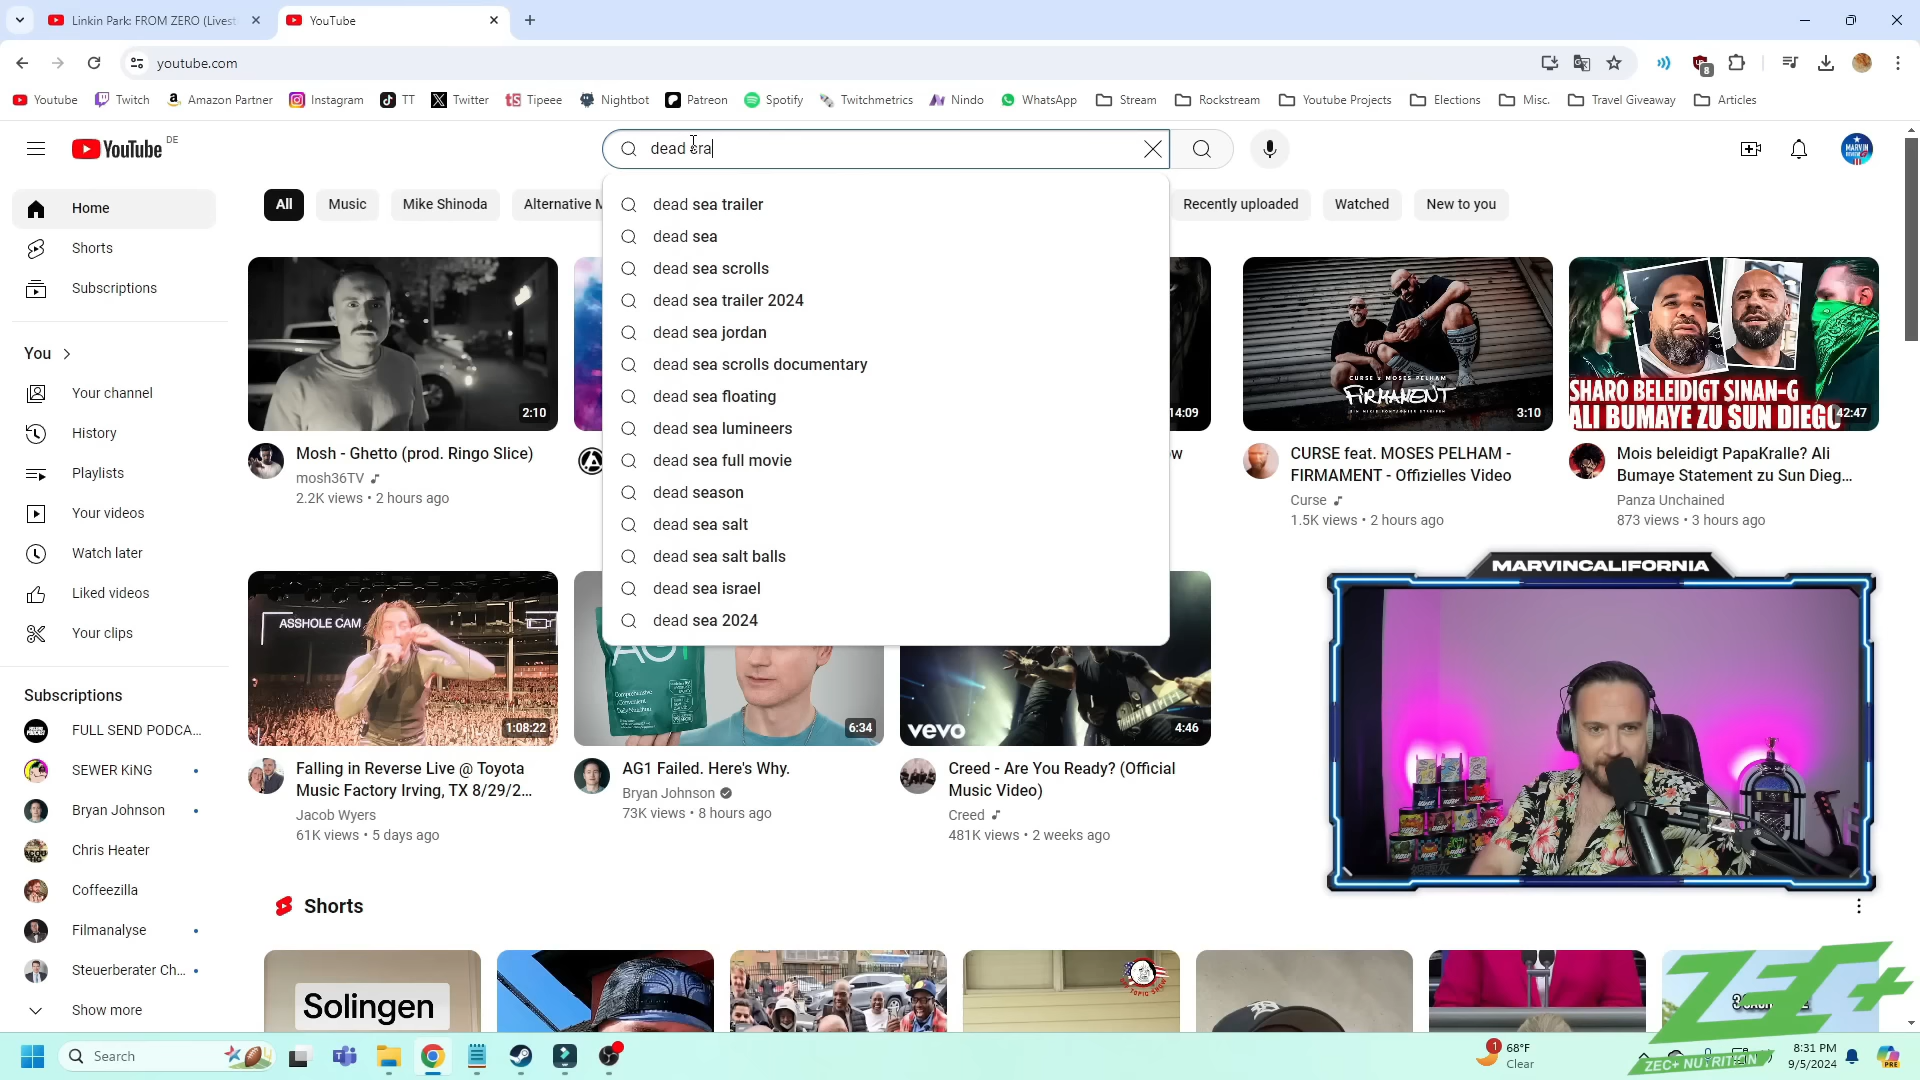 Linkin Park: FROM ZERO (Livest
YouTube
youtube.com
8
Youtube
Twitch
Amazon Partner
Instagram
TT
Twitter
Tipeee
Nightbot
Patreon
Spotify
Twitchmetrics
Nindo
WhatsApp
Stream
Rockstream
Youtube Projects
Elections
Misc.
Travel Giveaway
Articles
YouTube DE
MARVIN
Home
Shorts
Subscriptions
You
Your channel
History
Playlists
Your videos
Watch later
Liked videos
Your clips
Subscriptions
FULL SEND PODCA...
SEWER KiNG
Bryan Johnson
Chris Heater
Coffeezilla
Filmanalyse
Steuerberater Ch...
Show more
All
Music
Mike Shinoda
Alternative M
Recently uploaded
Watched
New to you
dead sea trailer
dead sea
dead sea scrolls
dead sea trailer 2024
dead sea jordan
dead sea scrolls documentary
dead sea floating
dead sea lumineers
dead sea full movie
dead season
dead sea salt
dead sea salt balls
dead sea israel
dead sea 2024
2:10
Mosh - Ghetto (prod. Ringo Slice)
mosh36TV
2.2K views • 2 hours ago
14:09
CURSE x MOSES PELHAM
FiRMAMENT
3:10
CURSE feat. MOSES PELHAM -
FIRMAMENT - Offizielles Video
Curse
1.5K views • 2 hours ago
SHARO BELEIDIGT SINAN-G
ALI BUMAYE ZU SUN DIEGO
42:47
Mois beleidigt PapaKralle? Ali
Bumaye Statement zu Sun Dieg...
Panza Unchained
873 views • 3 hours ago
ASSHOLE CAM
1:08:22
Falling in Reverse Live @ Toyota
Music Factory Irving, TX 8/29/2...
Jacob Wyers
61K views • 5 days ago
AG1
6:34
AG1 Failed. Here's Why.
Bryan Johnson
73K views • 8 hours ago
vevo
4:46
Creed - Are You Ready? (Official
Music Video)
Creed
481K views • 2 weeks ago
MARVINCALIFORNIA
Shorts
Solingen
TOPIC SHOW
ZEC+
ZEC+ NUTRITION
Search
1
68°F
Clear
8:31 PM
9/5/2024
PRE